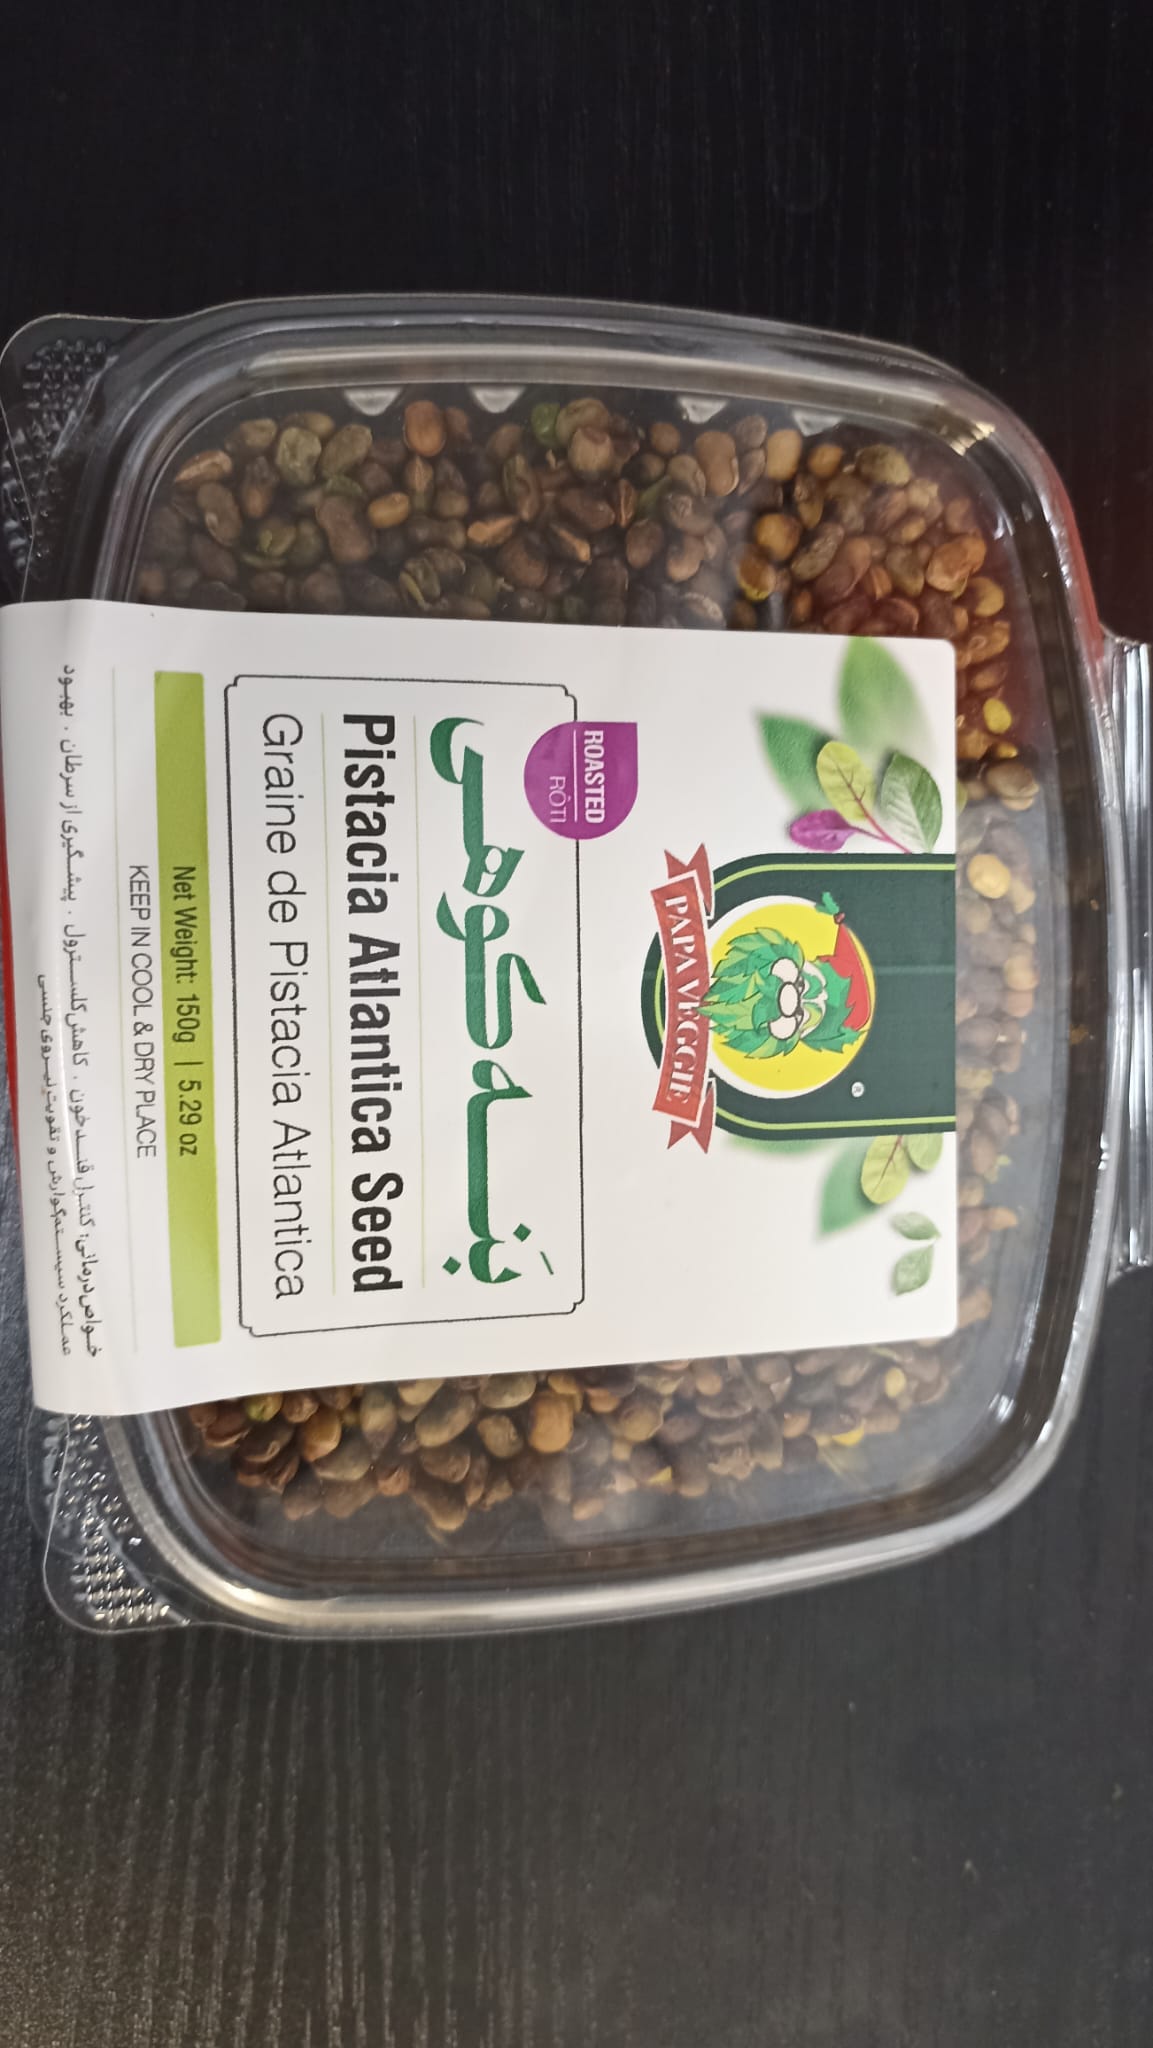 PAPA VEGGIE
®
ROASTED
RÔTI
بَنه کوهی
Pistacia Atlantica Seed
Graine de Pistacia Atlantica
Net Weight: 150g | 5.29 oz
KEEP IN COOL & DRY PLACE
خواص درمانی: کنترل قند خون . کاهش کلسترول . پیشگیری از سرطان . بهبود
عملکرد سیستم گوارش و تقویت نیروی جنسی